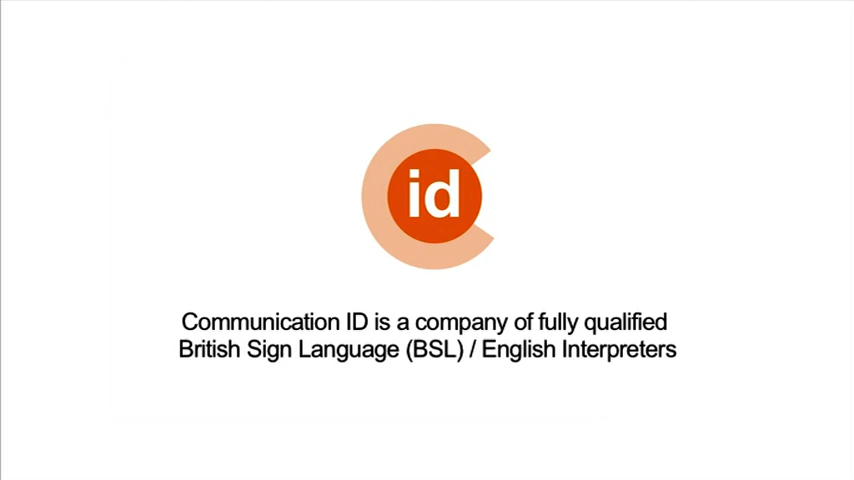 id
Communication ID is a company of fully qualified
British Sign Language (BSL) / English Interpreters